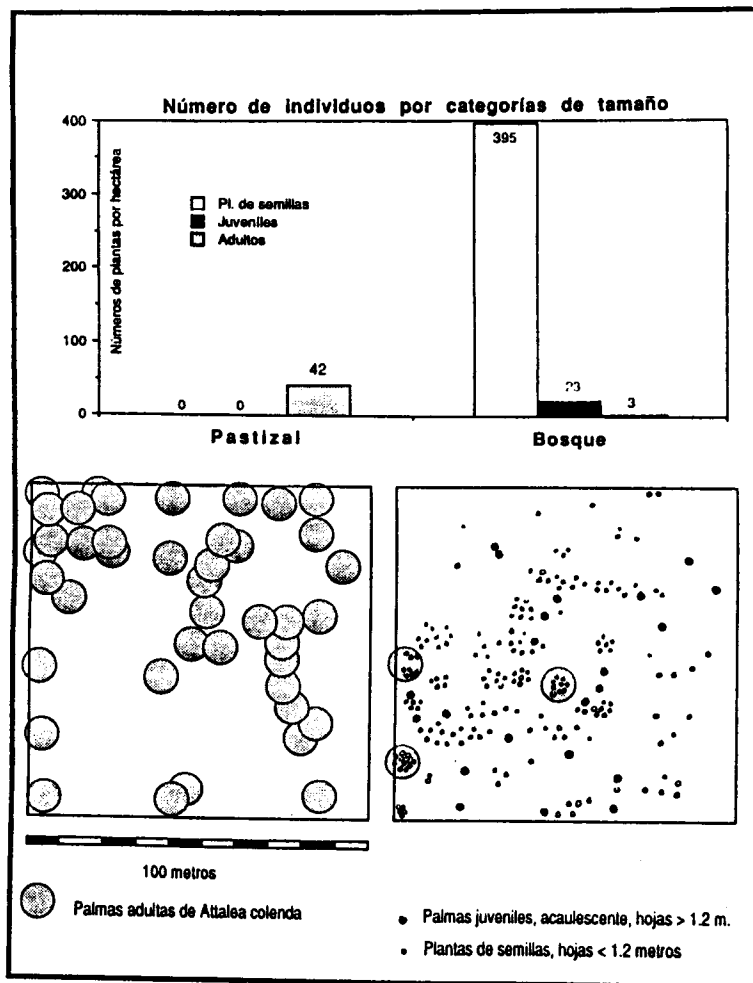 Número de individuos por categorías de tamaño
Números de plantas por hectárea
400
300
200
100
0
Pl. de semillas
Juveniles
Adultos
0
0
42
395
23
3
Pastizal
Bosque
100 metros
Palmas adultas de Attalea colenda
Palmas juveniles, acaulescente, hojas > 1.2 m.
Plantas de semillas, hojas < 1.2 metros